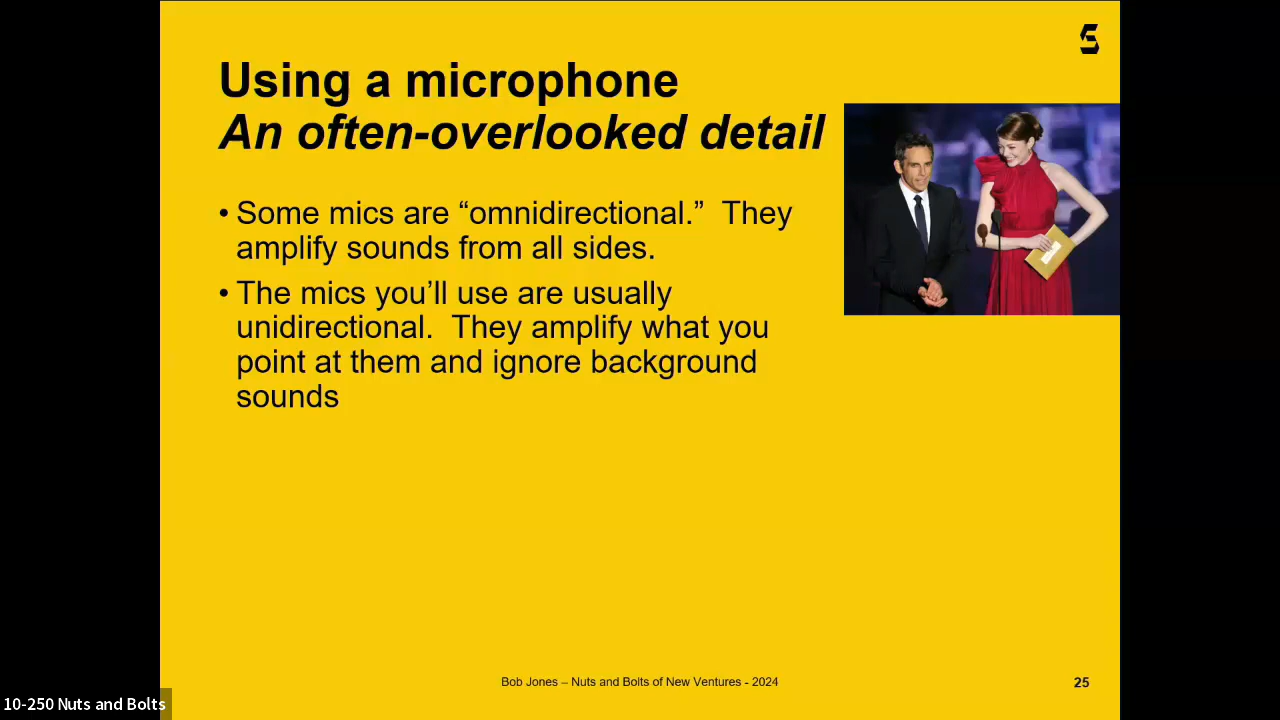 Using a microphone
An often-overlooked detail
• Some mics are “omnidirectional.”  They
amplify sounds from all sides.
• The mics you’ll use are usually
unidirectional.  They amplify what you
point at them and ignore background
sounds
Bob Jones – Nuts and Bolts of New Ventures - 2024
25
10-250 Nuts and Bolts